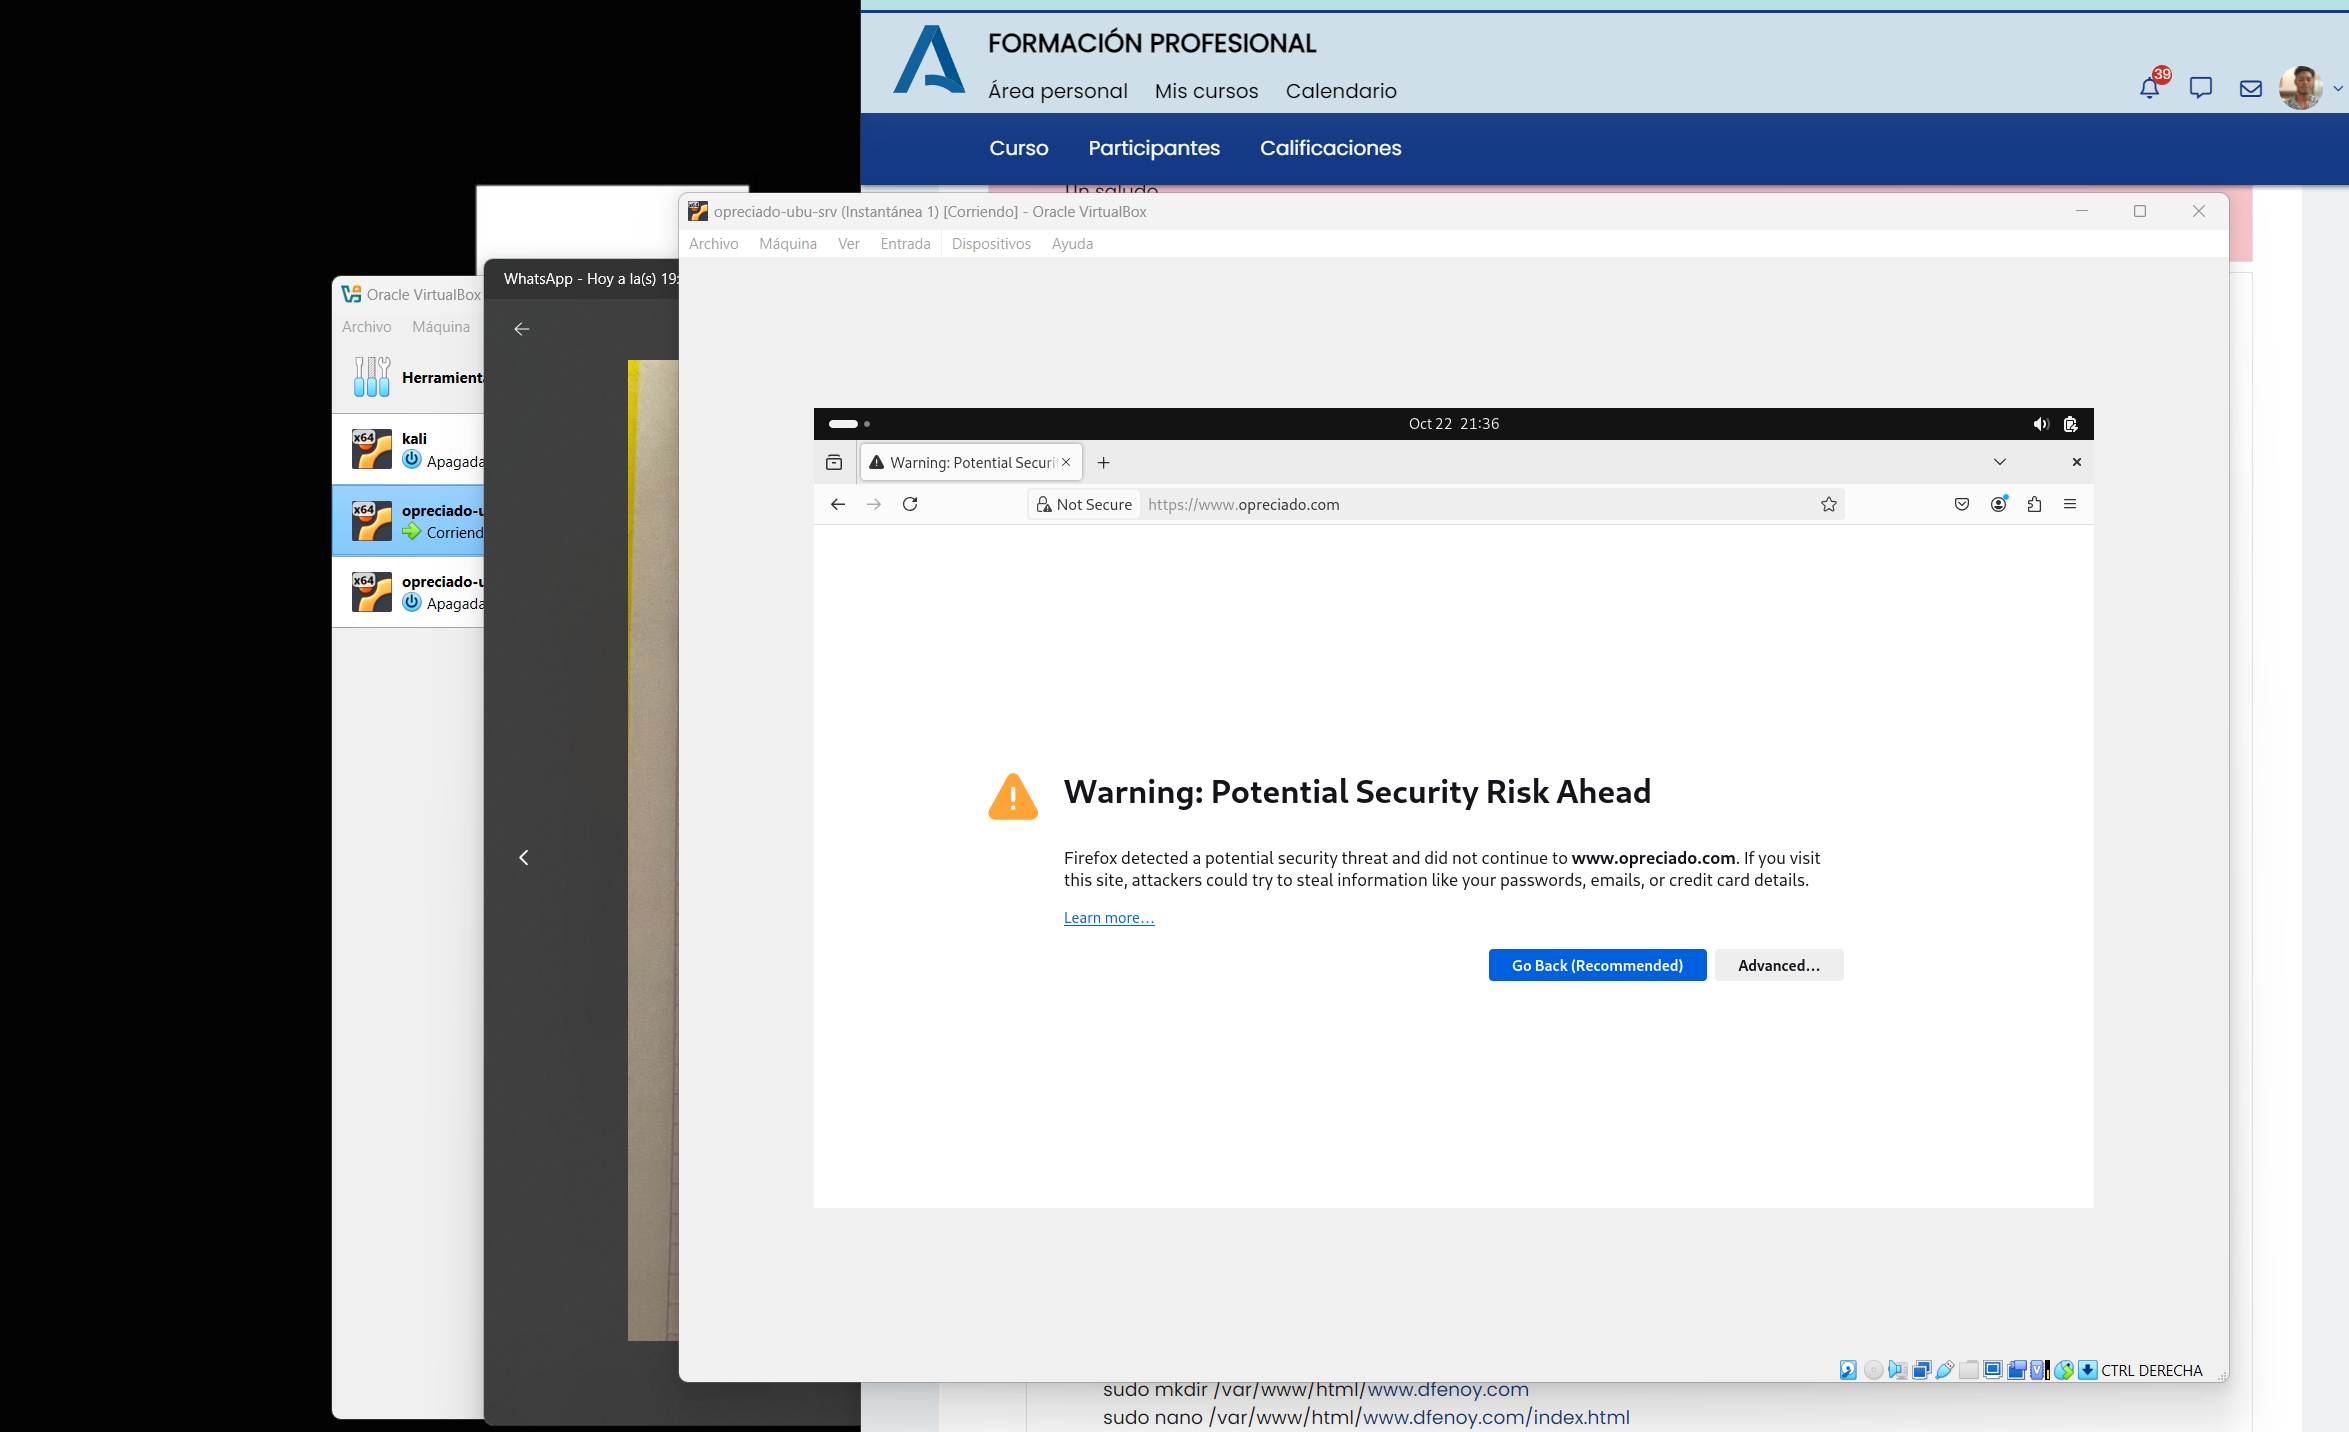 FORMACIÓN PROFESIONAL
Área personal Mis cursos Calendario
39
Curso Participantes Calificaciones
Un saludo
opreciado-ubu-srv (Instantánea 1) [Corriendo] - Oracle VirtualBox
Archivo Máquina Ver Entrada Dispositivos Ayuda
WhatsApp - Hoy a la(s) 19:
Oracle VirtualBox
Archivo Máquina
Herramient
x64 kali
Apagada
x64 opreciado-u
Corriend
x64 opreciado-u
Apagada
Oct 22 21:36
Warning: Potential Securi
Not Secure https://www.opreciado.com
Warning: Potential Security Risk Ahead
Firefox detected a potential security threat and did not continue to www.opreciado.com. If you visit
this site, attackers could try to steal information like your passwords, emails, or credit card details.
Learn more…
Go Back (Recommended) Advanced…
CTRL DERECHA
sudo mkdir /var/www/html/www.dfenoy.com
sudo nano /var/www/html/www.dfenoy.com/index.html